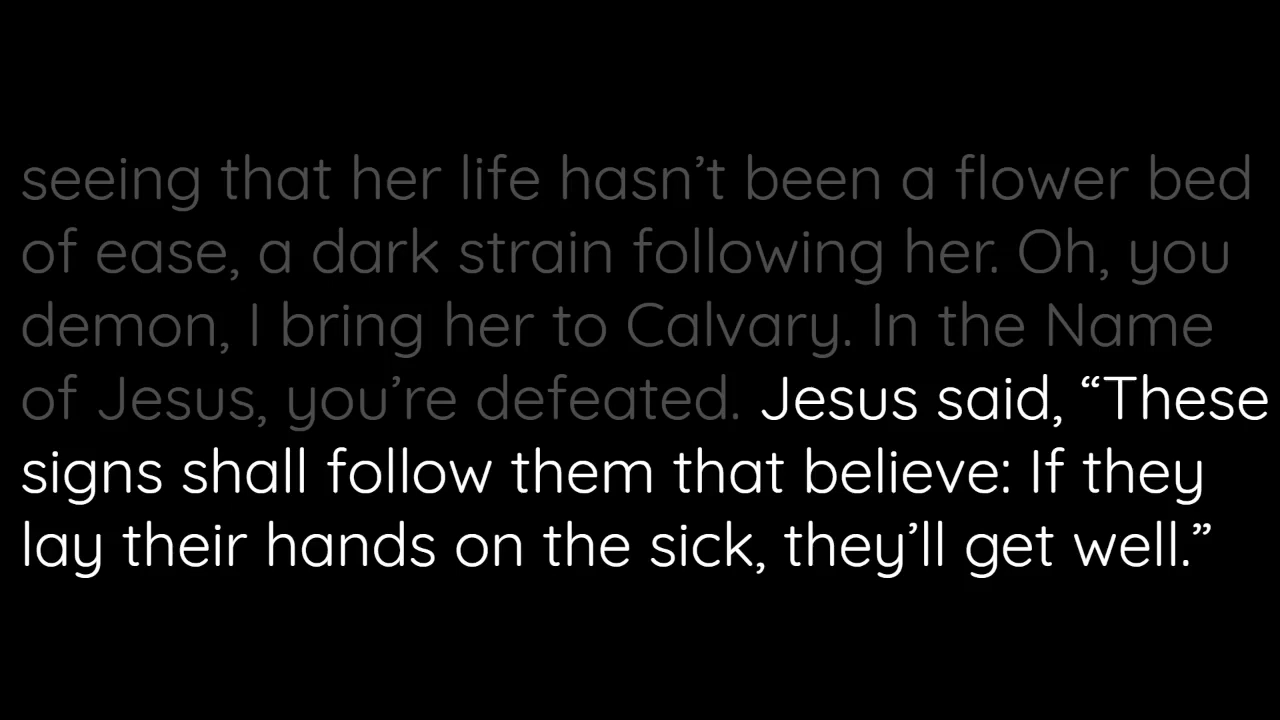 seeing that her life hasn’t been a flower bed
of ease, a dark strain following her. Oh, you
demon, I bring her to Calvary. In the Name
of Jesus, you’re defeated. Jesus said, “These
signs shall follow them that believe: If they
lay their hands on the sick, they’ll get well.”